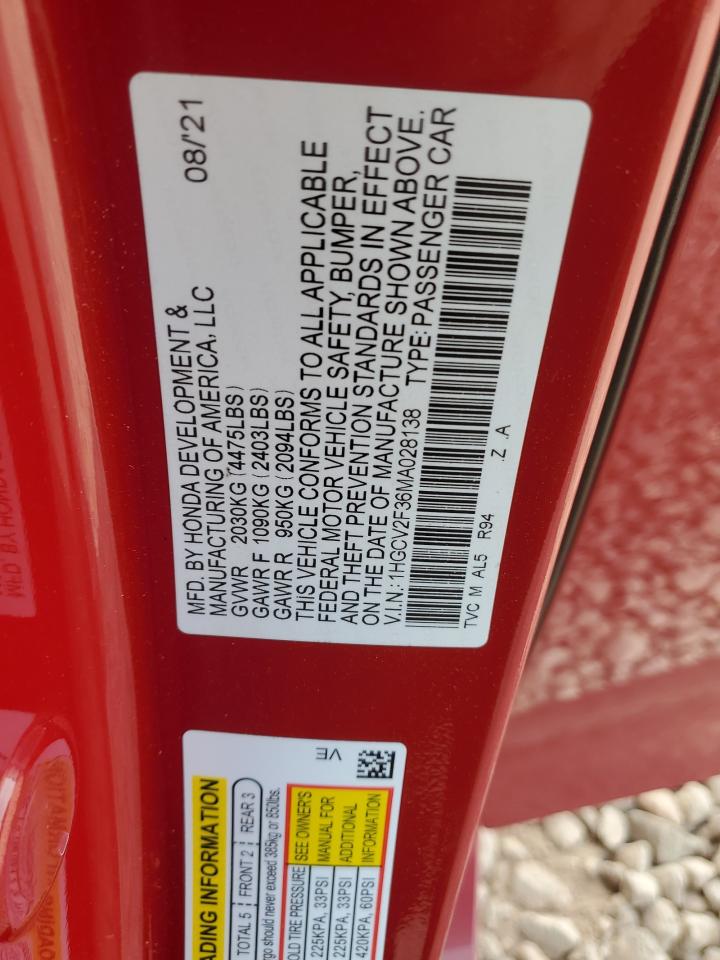 MFD. BY HONDA DEVELOPMENT & 08/'21
MANUFACTURING OF AMERICA, LLC
GVWR 2030KG (4475LBS)
GAWR F 1090KG (2403LBS)
GAWR R 950KG (2094LBS)
THIS VEHICLE CONFORMS TO ALL APPLICABLE
FEDERAL MOTOR VEHICLE SAFETY, BUMPER,
AND THEFT PREVENTION STANDARDS IN EFFECT
ON THE DATE OF MANUFACTURE SHOWN ABOVE.
V.I.N.: 1HGCV2F36MA028138 TYPE: PASSENGER CAR
TVC M AL5 R94 .Z .A
VE
ADING INFORMATION
TOTAL 5 FRONT 2 REAR 3
rgo should never exceed 385kg or 850lbs.
OLD TIRE PRESSURE SEE OWNER'S
225KPA, 33PSI MANUAL FOR
225KPA, 33PSI ADDITIONAL
420KPA, 60PSI INFORMATION